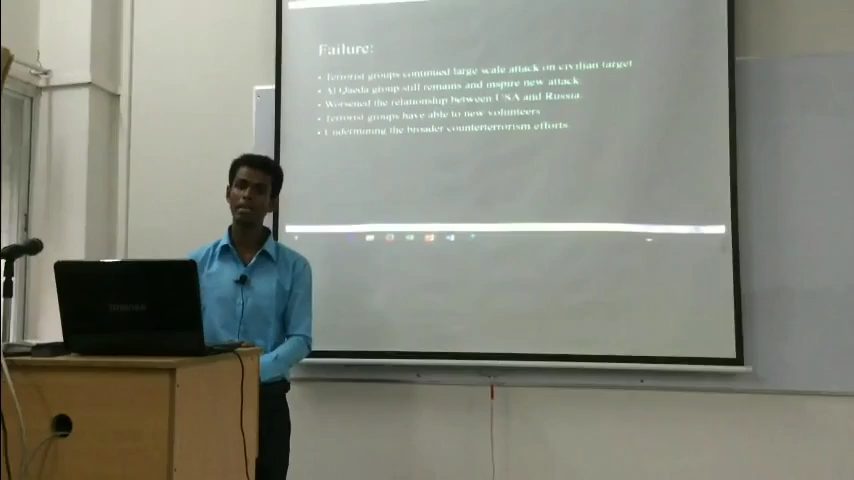 Failure:
• Terrorist groups continued large scale attack on civilian target
• Al Qaeda group still remains and inspire new attack.
• Worsened the relationship between USA and Russia.
• Terrorist groups have able to new volunteers
• Undermining the broader counterterrorism efforts.
TOSHIBA